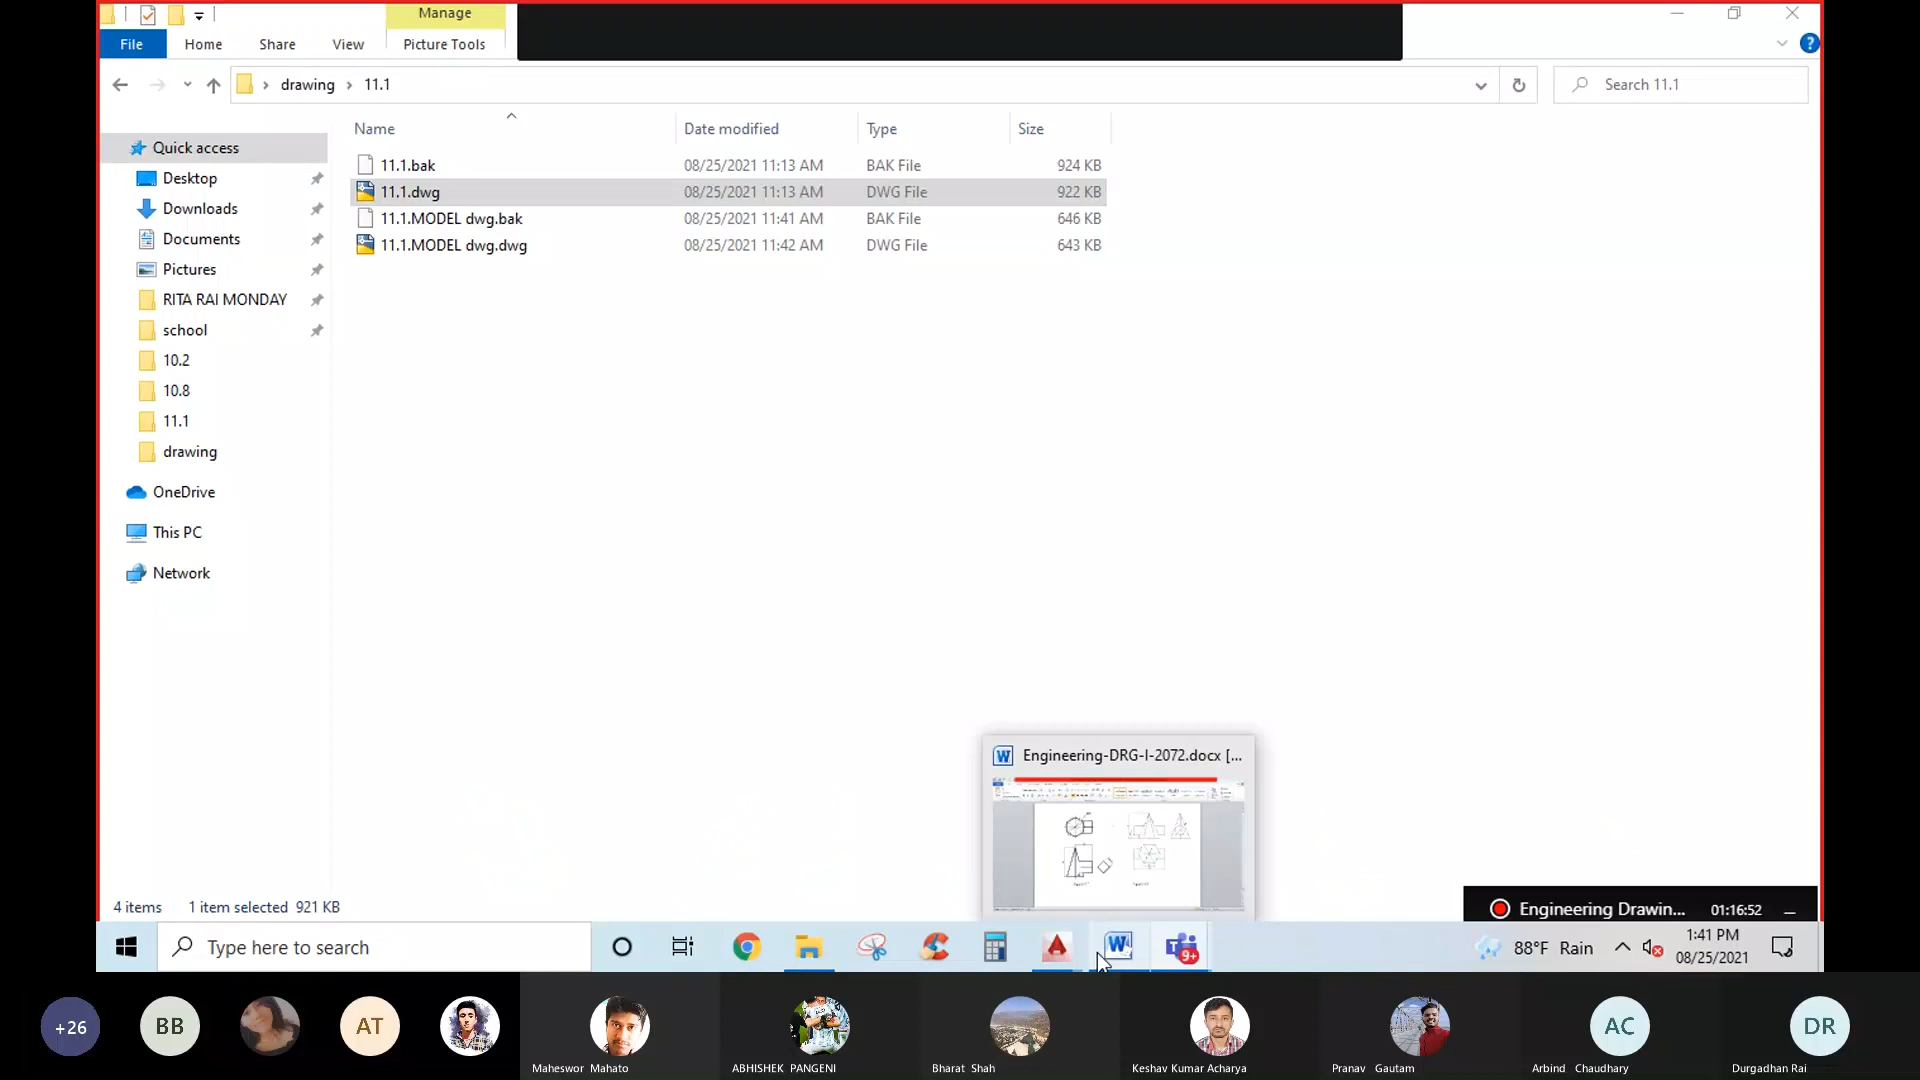 Manage
File
Home
Share
View
Picture Tools
drawing
11.1
Search 11.1
Name
Date modified
Type
Size
11.1.bak 08/25/2021 11:13 AM BAK File 924 KB
11.1.dwg 08/25/2021 11:13 AM DWG File 922 KB
11.1.MODEL dwg.bak 08/25/2021 11:41 AM BAK File 646 KB
11.1.MODEL dwg.dwg 08/25/2021 11:42 AM DWG File 643 KB
Quick access
Desktop
Downloads
Documents
Pictures
RITA RAI MONDAY
school
10.2
10.8
11.1
drawing
OneDrive
This PC
Network
Engineering-DRG-I-2072.docx [...
4 items 1 item selected 921 KB
Engineering Drawin... 01:16:52
Type here to search
9+
88°F Rain
1:41 PM
08/25/2021
+26
BB
AT
AC
DR
Maheswor Mahato
ABHISHEK PANGENI
Bharat Shah
Keshav Kumar Acharya
Pranav Gautam
Arbind Chaudhary
Durgadhan Rai